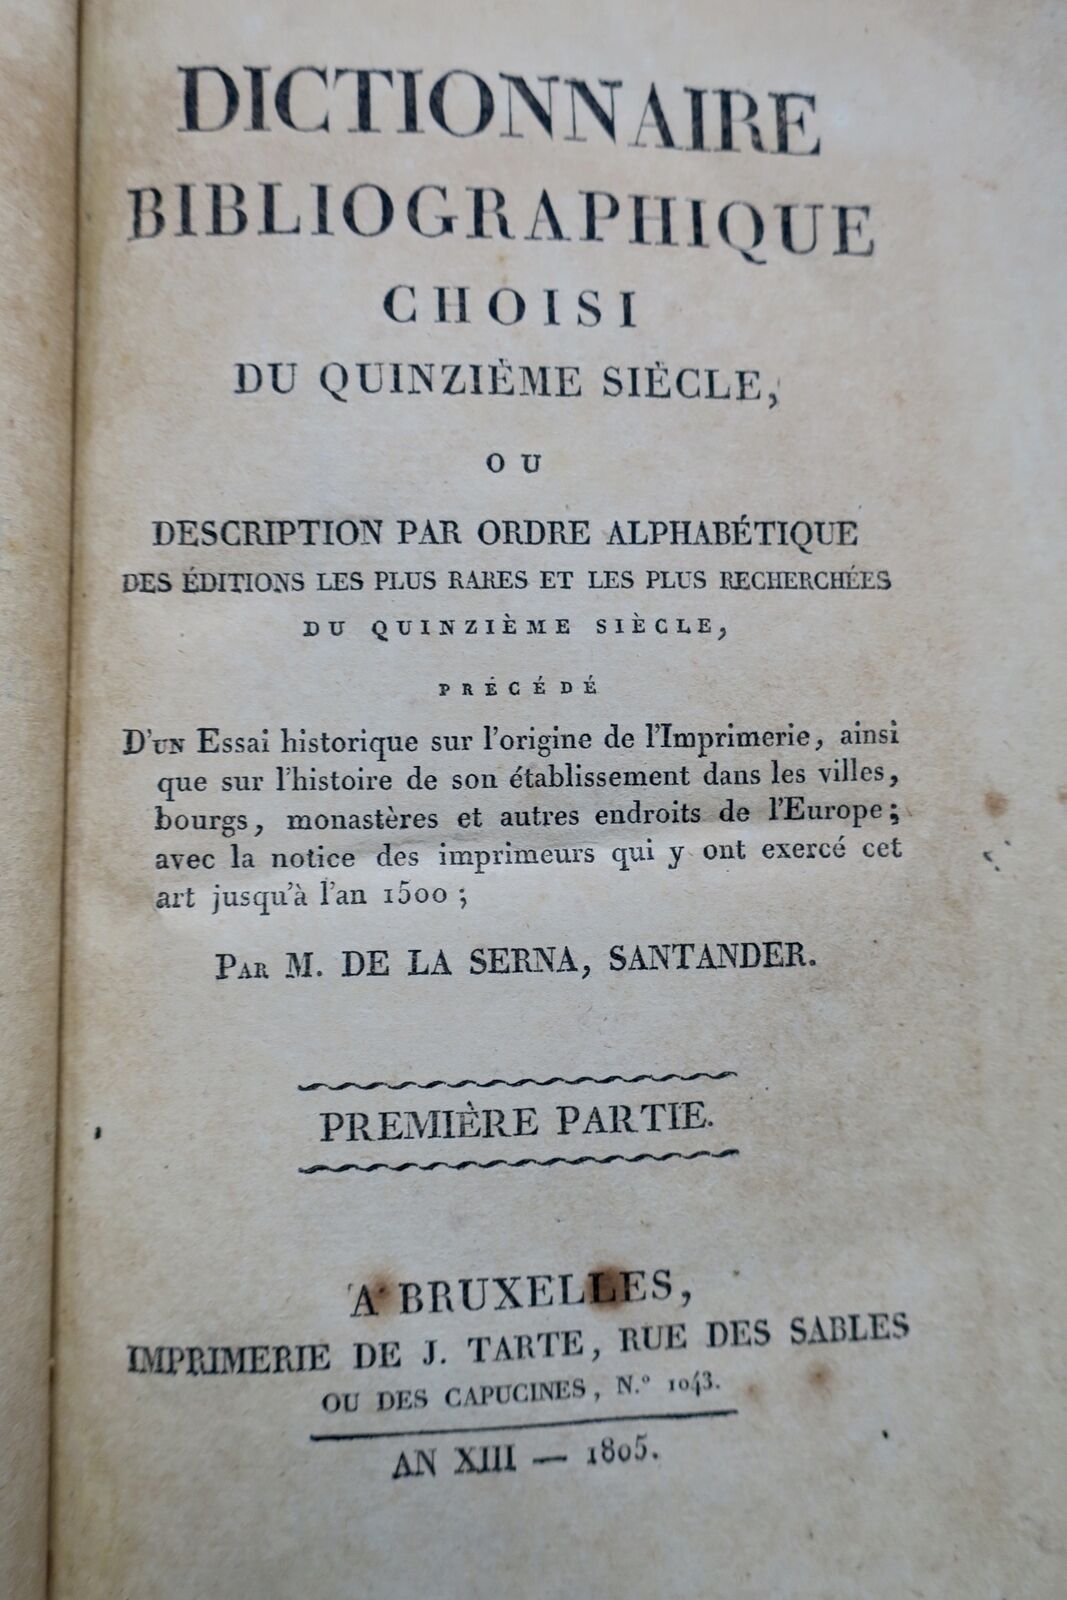 DICTIONNAIRE
BIBLIOGRAPHIQUE
CHOISI
DU QUINZIÈME SIÈCLE,
OU
DESCRIPTION PAR ORDRE ALPHABÉTIQUE
DES ÉDITIONS LES PLUS RARES ET LES PLUS RECHERCHÉES
DU QUINZIÈME SIÈCLE,
PRÉCÉDÉ
D'UN Essai historique sur l'origine de l'Imprimerie, ainsi
que sur l'histoire de son établissement dans les villes,
bourgs, monastères et autres endroits de l'Europe;
avec la notice des imprimeurs qui y ont exercé cet
art jusqu'à l'an 1500 ;
PAR M. DE LA SERNA, SANTANDER.
PREMIÈRE PARTIE.
A BRUXELLES,
IMPRIMERIE DE J. TARTE, RUE DES SABLES
OU DES CAPUCINES, N.° 1043.
AN XIII — 1805.